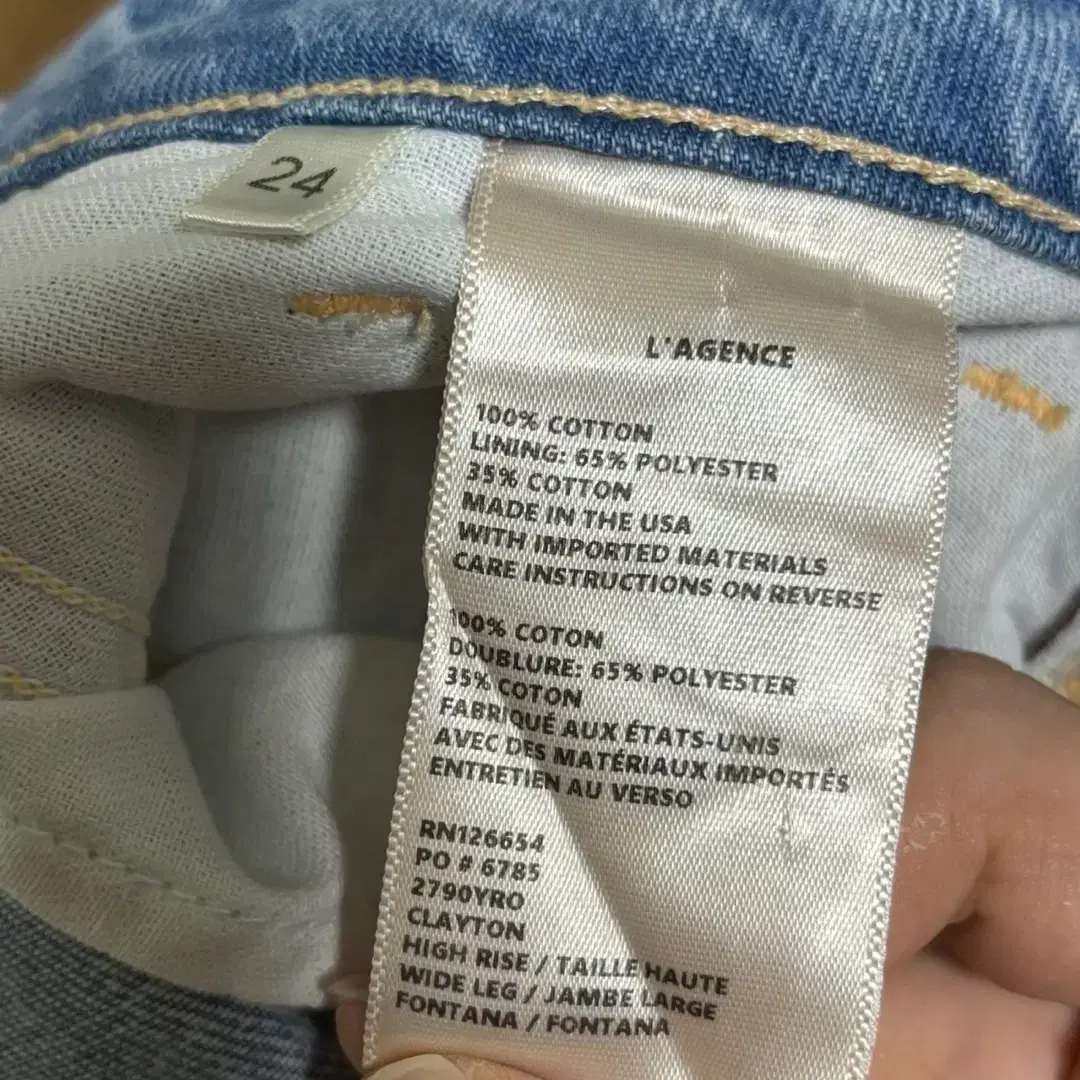 24
L'AGENCE
100% COTTON
LINING: 65% POLYESTER
35% COTTON
MADE IN THE USA
WITH IMPORTED MATERIALS
CARE INSTRUCTIONS ON REVERSE
100% COTON
DOUBLURE: 65% POLYESTER
35% COTON
FABRIQUÉ AUX ÉTATS-UNIS
AVEC DES MATÉRIAUX IMPORTÉS
ENTRETIEN AU VERSO
RN126654
PO # 6785
2790YRO
CLAYTON
HIGH RISE / TAILLE HAUTE
WIDE LEG / JAMBE LARGE
FONTANA / FONTANA